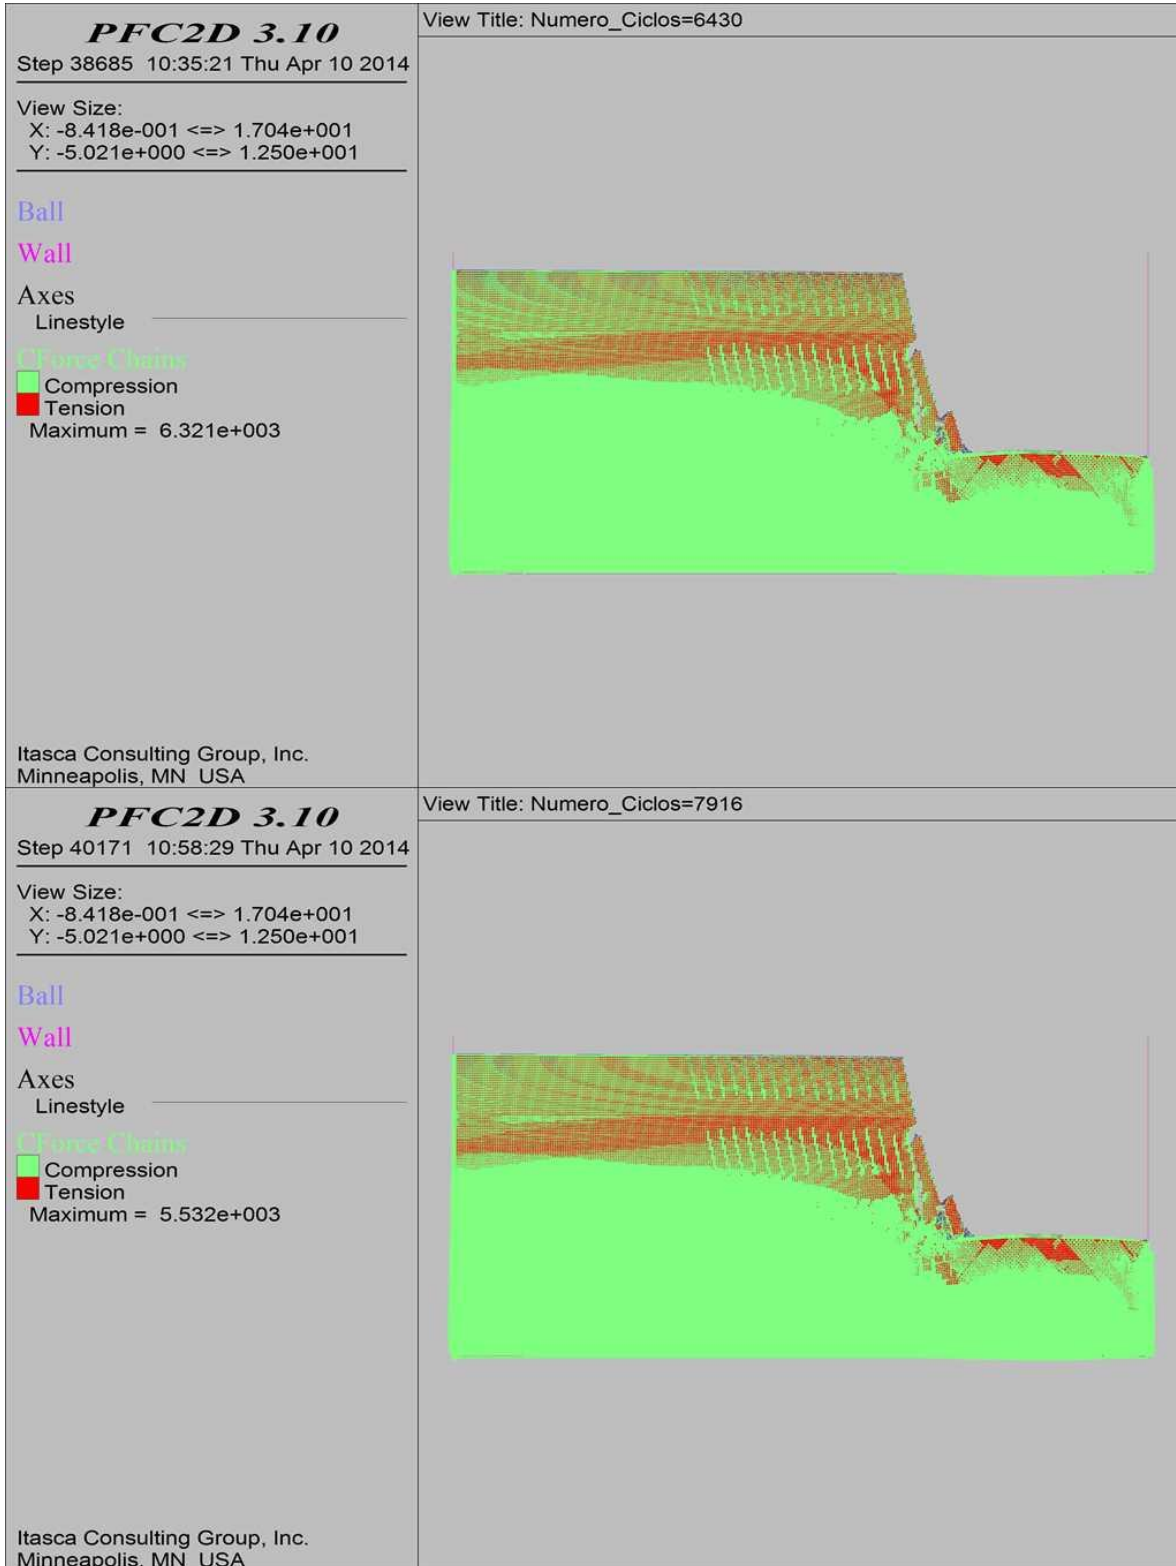 PFC2D 3.10
Step 38685  10:35:21 Thu Apr 10 2014
View Size:
X: -8.418e-001 <=> 1.704e+001
Y: -5.021e+000 <=> 1.250e+001
Ball
Wall
Axes
Linestyle
CForce Chains
Compression
Tension
Maximum =  6.321e+003
Itasca Consulting Group, Inc.
Minneapolis, MN  USA
View Title: Numero_Ciclos=6430
PFC2D 3.10
Step 40171  10:58:29 Thu Apr 10 2014
View Size:
X: -8.418e-001 <=> 1.704e+001
Y: -5.021e+000 <=> 1.250e+001
Ball
Wall
Axes
Linestyle
CForce Chains
Compression
Tension
Maximum =  5.532e+003
Itasca Consulting Group, Inc.
Minneapolis, MN  USA
View Title: Numero_Ciclos=7916